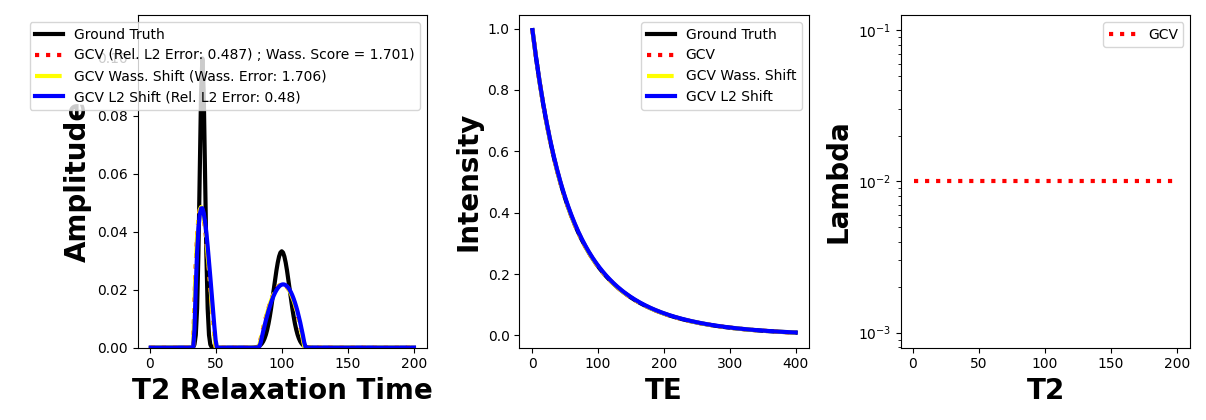 Ground Truth
GCV (Rel. L2 Error: 0.487) ; Wass. Score = 1.701)
GCV Wass. Shift (Wass. Error: 1.706)
GCV L2 Shift (Rel. L2 Error: 0.48)
0.10
0.08
0.06
0.04
0.02
0.00
Amplitude
0 50 100 150 200
T2 Relaxation Time
Ground Truth
GCV
GCV Wass. Shift
GCV L2 Shift
1.0
0.8
0.6
0.4
0.2
0.0
Intensity
0 100 200 300 400
TE
GCV
10⁻¹
10⁻²
10⁻³
Lambda
0 50 100 150 200
T2